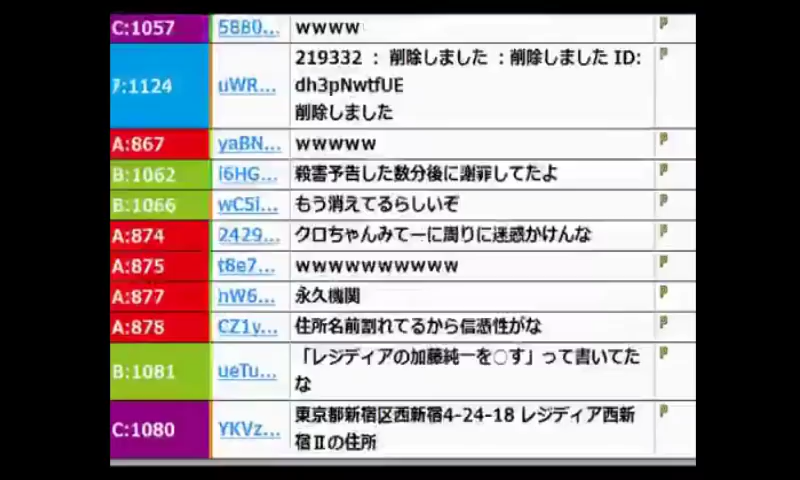 C:1057 5880... wwww
7:1124 uWR... 219332 : 削除しました : 削除しました ID:
dh3pNwtfUE
削除しました
A:867 yaBN... wwwww
B:1062 i6HG... 殺害予告した数分後に謝罪してたよ
B:1066 wC5i... もう消えてるらしいぞ
A:874 2429... クロちゃんみてーに周りに迷惑かけんな
A:875 t8e7... wwwwwwwwww
A:877 hW6... 永久機関
A:878 CZ1y... 住所名前割れてるから信憑性がな
B:1081 ueTu... 「レジディアの加藤純一を○す」って書いてた
な
C:1080 YKVz... 東京都新宿区西新宿4-24-18 レジディア西新
宿Ⅱの住所